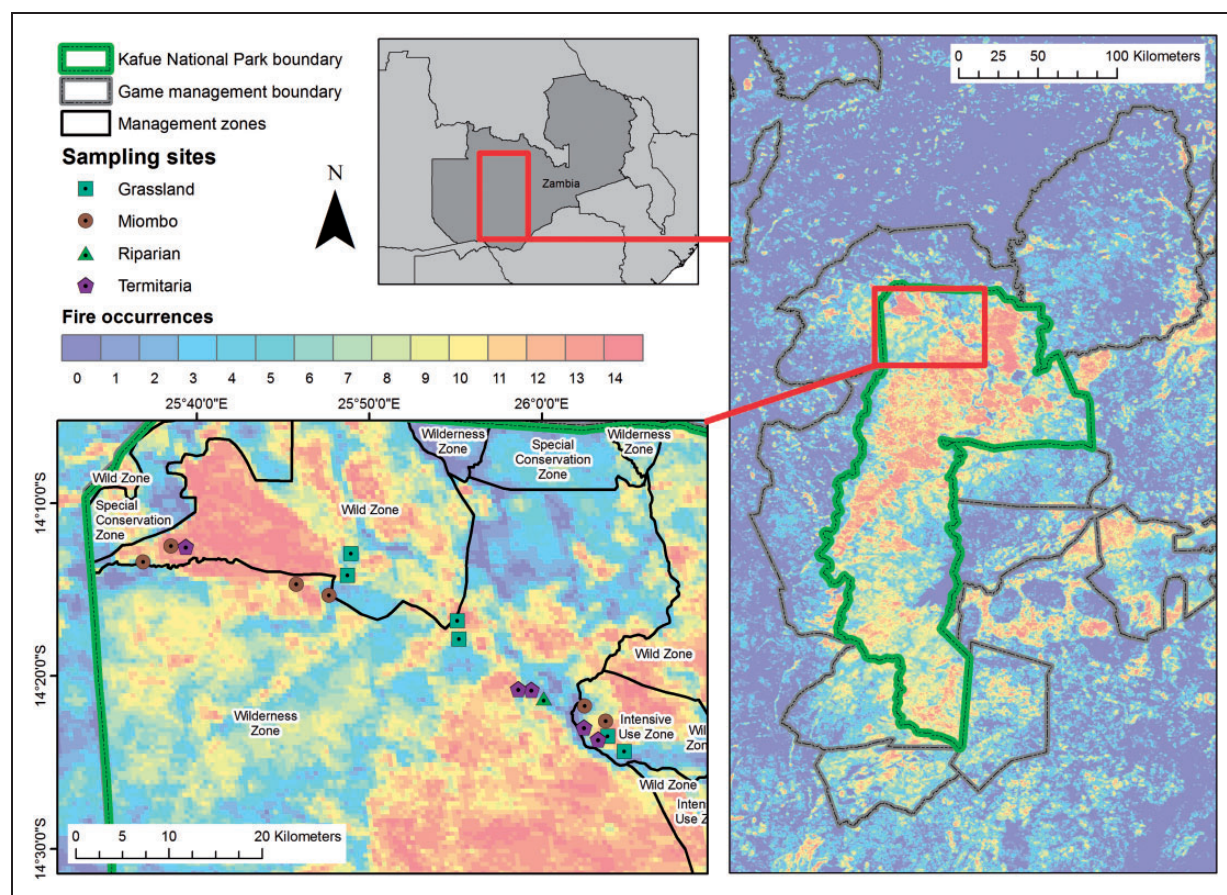 Kafue National Park boundary
Game management boundary
Management zones
Sampling sites
Grassland
Miombo
Riparian
Termitaria
Fire occurrences
0 1 2 3 4 5 6 7 8 9 10 11 12 13 14
N
Zambia
0 25 50 100 Kilometers
25°40'0"E 25°50'0"E 26°0'0"E
14°10'0"S
14°20'0"S
14°30'0"S
Wilderness
Zone
Special
Conservation
Zone
Wilderness
Zone
Wild Zone
Special
Conservation
Zone
Wild Zone
Wild Zone
Wilderness
Zone
Intensive
Use Zone
Wil
Zon
Wild Zone
Inten
Use Z
0 5 10 20 Kilometers